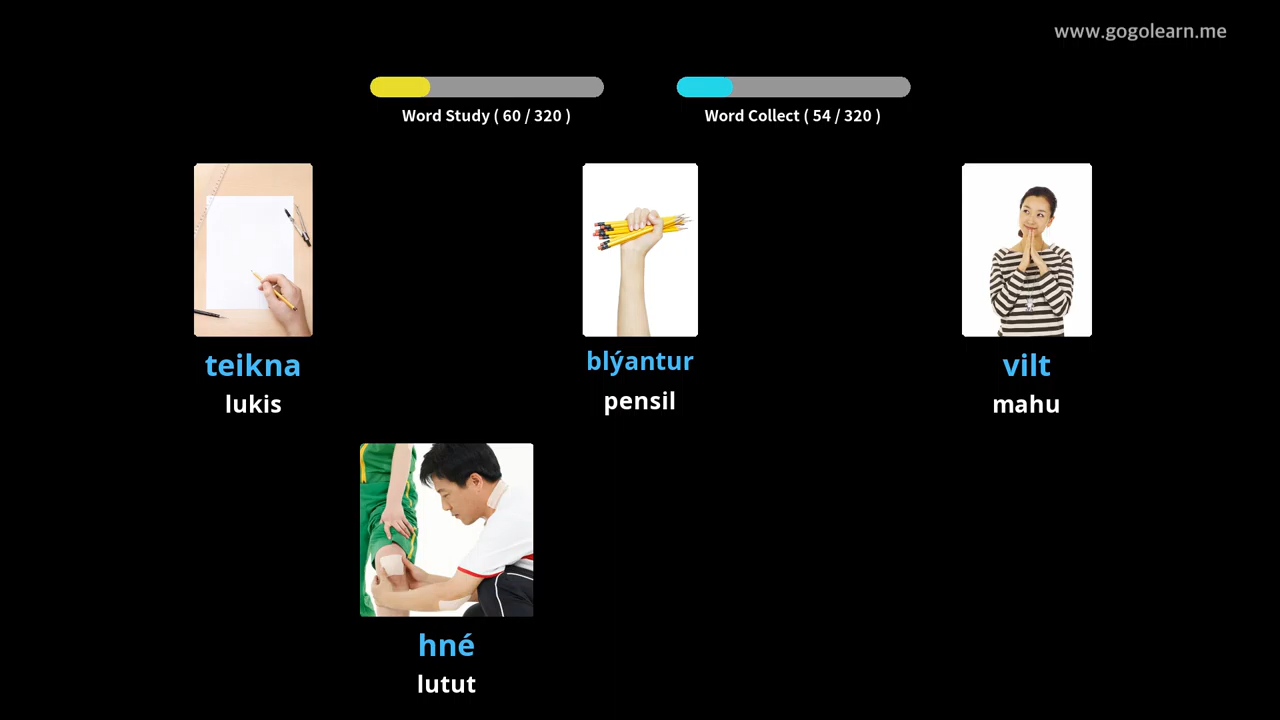 www.gogolearn.me
Word Study ( 60 / 320 )
Word Collect ( 54 / 320 )
teikna
lukis
blýantur
pensil
vilt
mahu
hné
lutut